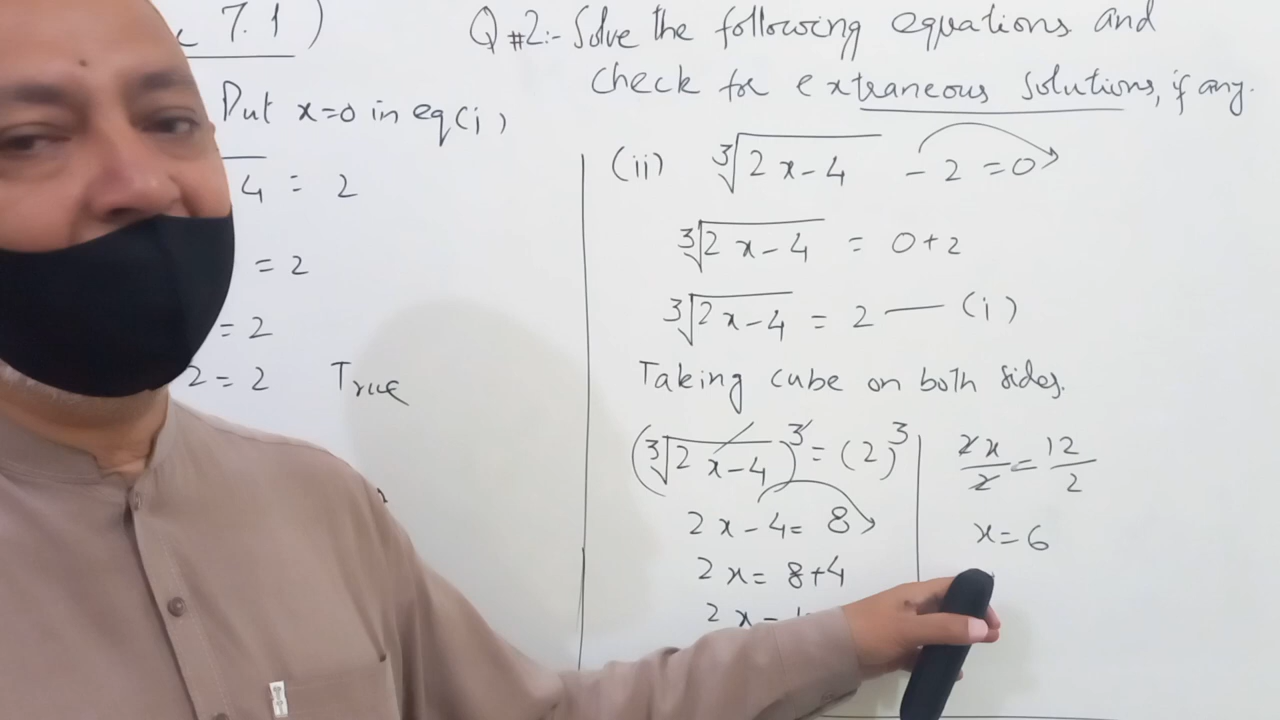 7.1)
Put x=0 in eq(i)
4 = 2
= 2
= 2
2 = 2 True
Q#2:- Solve the following equations and
check for extraneous solutions, if any.
(ii) ∛(2x-4) - 2 = 0
∛(2x-4) = 0+2
∛(2x-4) = 2 — (i)
Taking cube on both sides.
(∛(2x-4))³ = (2)³
2x-4 = 8
2x = 8+4
2x =
2x/2 = 12/2
x = 6